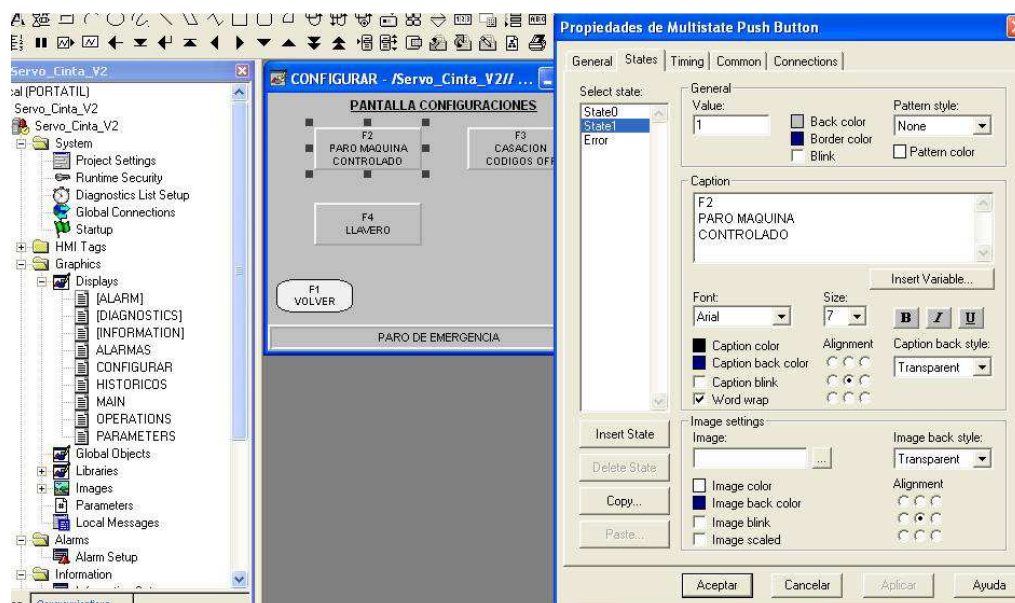 Servo_Cinta_V2
cal (PORTATIL)
Servo_Cinta_V2
Servo_Cinta_V2
System
Project Settings
Runtime Security
Diagnostics List Setup
Global Connections
Startup
HMI Tags
Graphics
Displays
[ALARM]
[DIAGNOSTICS]
[INFORMATION]
ALARMAS
CONFIGURAR
HISTORICOS
MAIN
OPERATIONS
PARAMETERS
Global Objects
Libraries
Images
Parameters
Local Messages
Alarms
Alarm Setup
Information
CONFIGURAR - /Servo_Cinta_V2// ...
PANTALLA CONFIGURACIONES
F2
PARO MAQUINA
CONTROLADO
F3
CASACION
CODIGOS OFF
F4
LLAVERO
F1
VOLVER
PARO DE EMERGENCIA
Propiedades de Multistate Push Button
General States Timing Common Connections
Select state:
State0
State1
Error
Insert State
Delete State
Copy...
Paste...
General
Value:
1
Back color
Border color
Blink
Pattern style:
None
Pattern color
Caption
F2
PARO MAQUINA
CONTROLADO
Insert Variable...
Font:
Arial
Size:
7
B I U
Caption color
Caption back color
Caption blink
Word wrap
Alignment
Caption back style:
Transparent
Image settings
Image:
...
Image back style:
Transparent
Image color
Image back color
Image blink
Image scaled
Alignment
Aceptar Cancelar Aplicar Ayuda